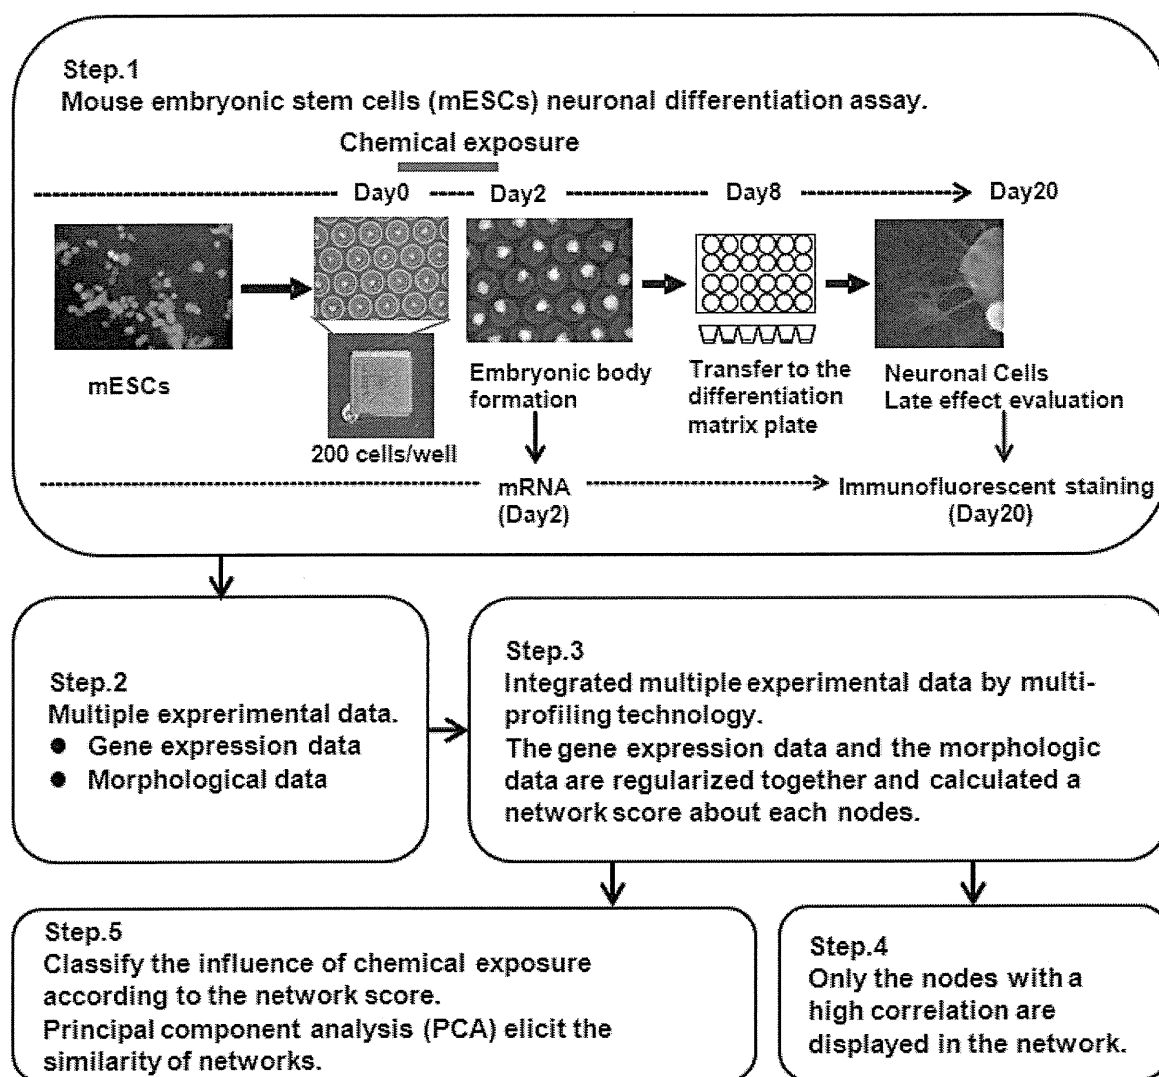 Step.1
Mouse embryonic stem cells (mESCs) neuronal differentiation assay.
Chemical exposure
Day0 Day2 Day8 Day20
mESCs
200 cells/well
Embryonic body
formation
Transfer to the
differentiation
matrix plate
Neuronal Cells
Late effect evaluation
mRNA
(Day2)
Immunofluorescent staining
(Day20)
Step.2
Multiple exprerimental data.
● Gene expression data
● Morphological data
Step.3
Integrated multiple experimental data by multi-
profiling technology.
The gene expression data and the morphologic
data are regularized together and calculated a
network score about each nodes.
Step.5
Classify the influence of chemical exposure
according to the network score.
Principal component analysis (PCA) elicit the
similarity of networks.
Step.4
Only the nodes with a
high correlation are
displayed in the network.